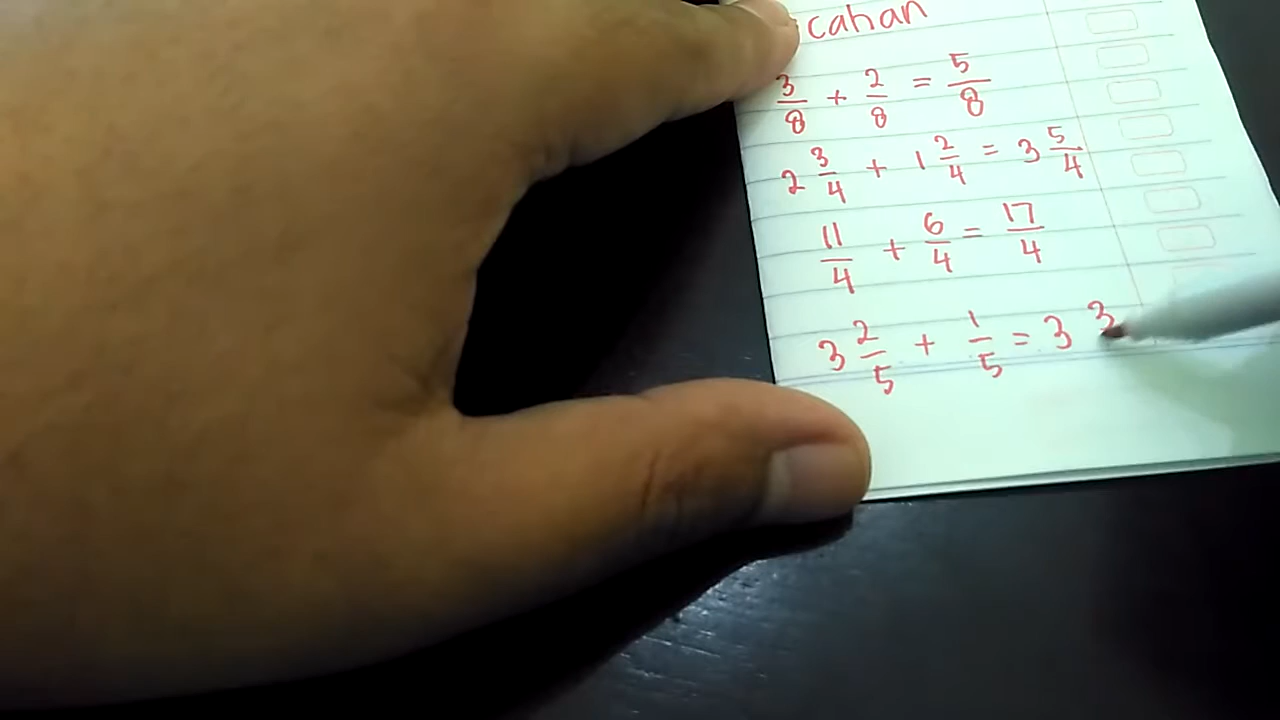 cahan
3/8 + 2/8 = 5/8
2 3/4 + 1 2/4 = 3 5/4
11/4 + 6/4 = 17/4
3 2/5 + 1/5 = 3 3